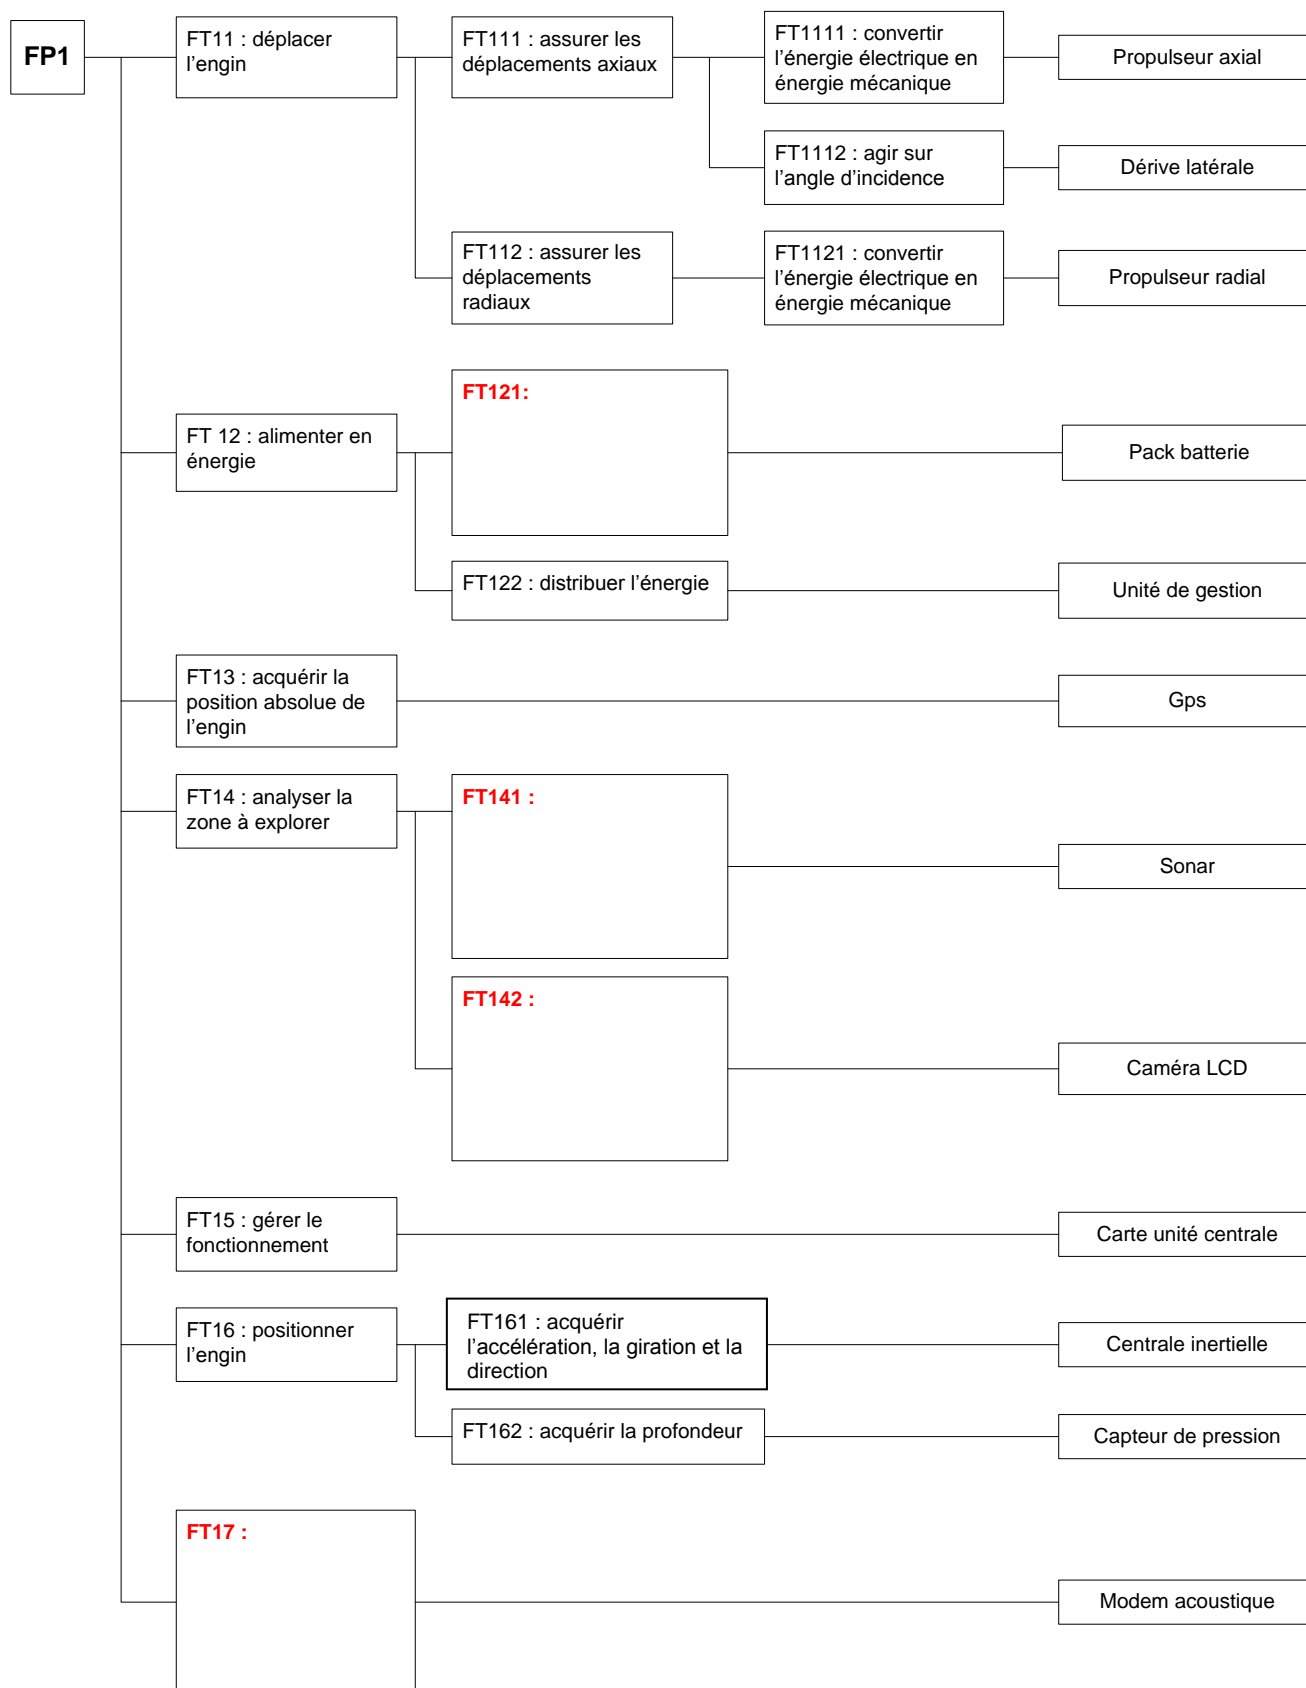 FP1
FT11 : déplacer
l’engin
FT111 : assurer les
déplacements axiaux
FT1111 : convertir
l’énergie électrique en
énergie mécanique
Propulseur axial
FT1112 : agir sur
l’angle d’incidence
Dérive latérale
FT112 : assurer les
déplacements
radiaux
FT1121 : convertir
l’énergie électrique en
énergie mécanique
Propulseur radial
FT 12 : alimenter en
énergie
FT121:
Pack batterie
FT122 : distribuer l’énergie
Unité de gestion
FT13 : acquérir la
position absolue de
l’engin
Gps
FT14 : analyser la
zone à explorer
FT141 :
Sonar
FT142 :
Caméra LCD
FT15 : gérer le
fonctionnement
Carte unité centrale
FT16 : positionner
l’engin
FT161 : acquérir
l’accélération, la giration et la
direction
Centrale inertielle
FT162 : acquérir la profondeur
Capteur de pression
FT17 :
Modem acoustique